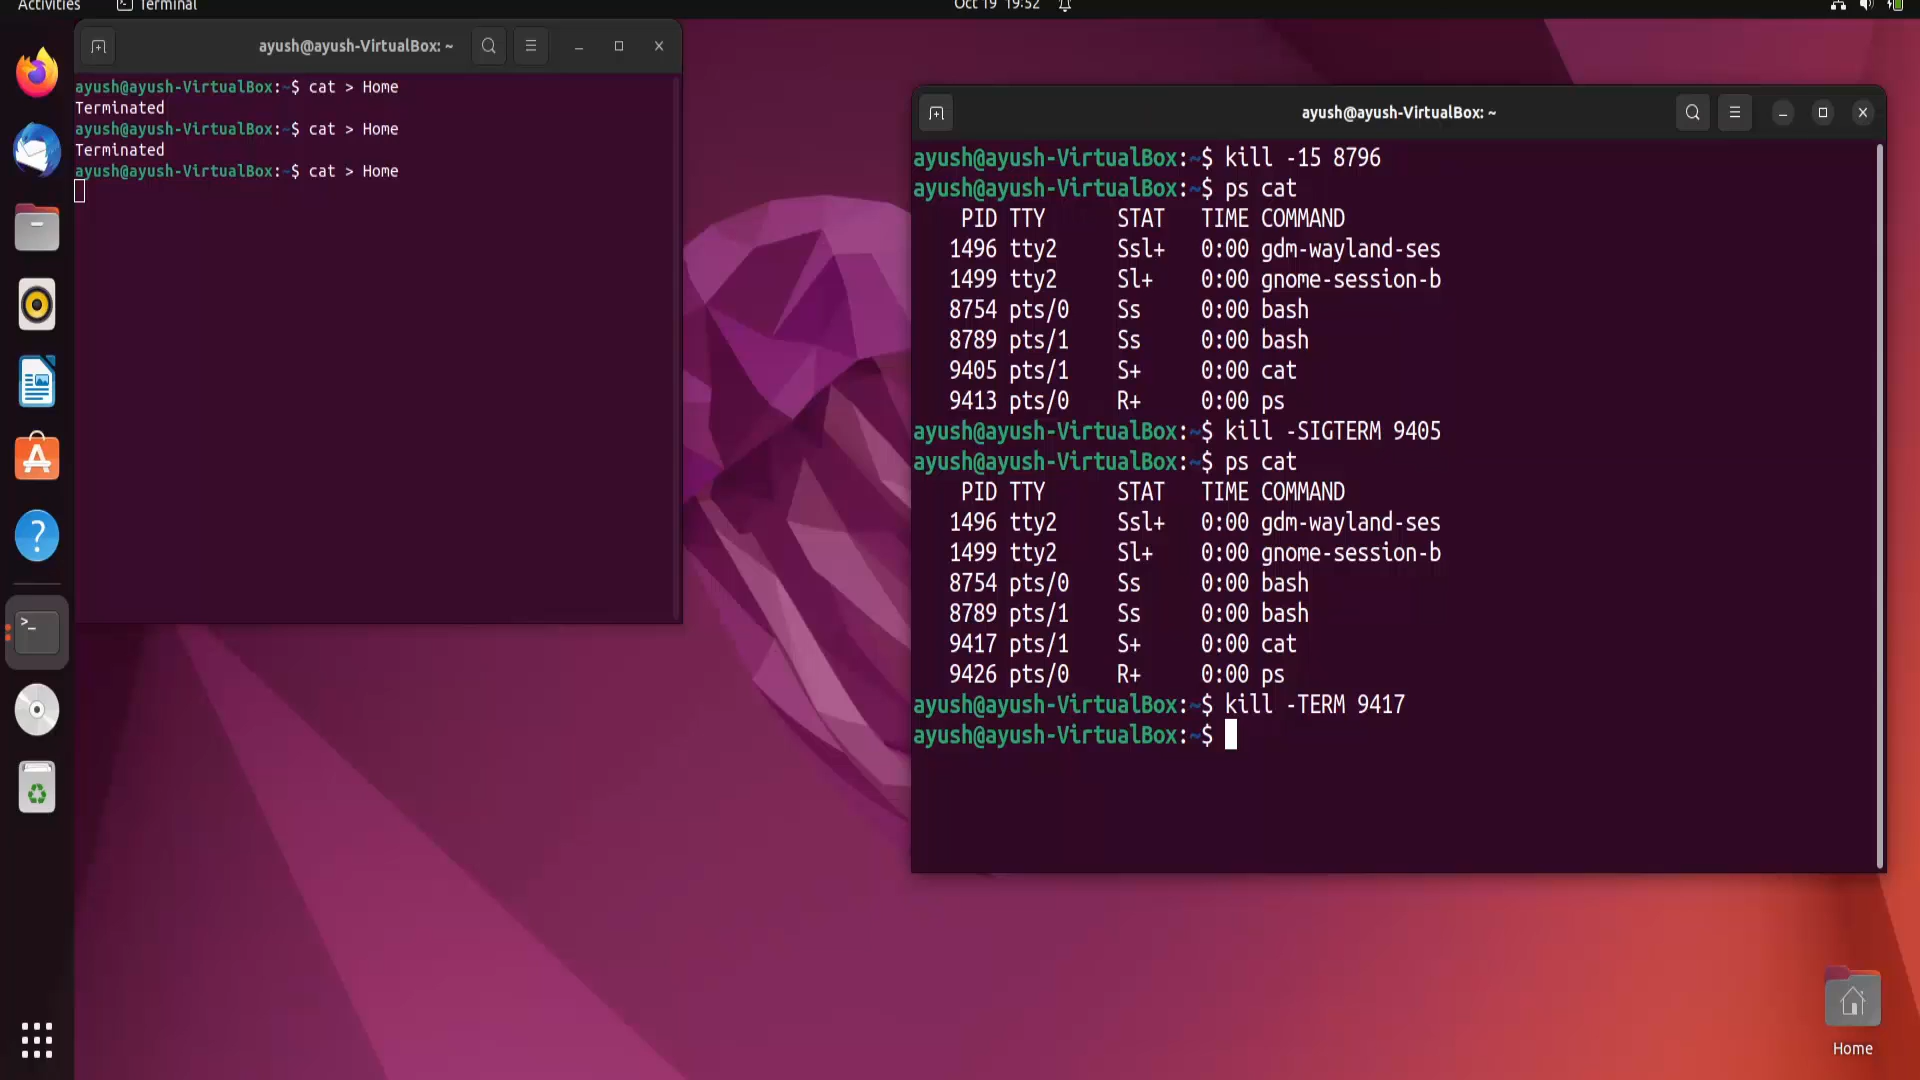 Activities
Terminal
Oct 19 19:52
ayush@ayush-VirtualBox: ~
ayush@ayush-VirtualBox:~$ cat > Home
Terminated
ayush@ayush-VirtualBox:~$ cat > Home
Terminated
ayush@ayush-VirtualBox:~$ cat > Home
ayush@ayush-VirtualBox: ~
ayush@ayush-VirtualBox:~$ kill -15 8796
ayush@ayush-VirtualBox:~$ ps cat
PID TTY STAT TIME COMMAND
1496 tty2 Ssl+ 0:00 gdm-wayland-ses
1499 tty2 Sl+ 0:00 gnome-session-b
8754 pts/0 Ss 0:00 bash
8789 pts/1 Ss 0:00 bash
9405 pts/1 S+ 0:00 cat
9413 pts/0 R+ 0:00 ps
ayush@ayush-VirtualBox:~$ kill -SIGTERM 9405
ayush@ayush-VirtualBox:~$ ps cat
PID TTY STAT TIME COMMAND
1496 tty2 Ssl+ 0:00 gdm-wayland-ses
1499 tty2 Sl+ 0:00 gnome-session-b
8754 pts/0 Ss 0:00 bash
8789 pts/1 Ss 0:00 bash
9417 pts/1 S+ 0:00 cat
9426 pts/0 R+ 0:00 ps
ayush@ayush-VirtualBox:~$ kill -TERM 9417
ayush@ayush-VirtualBox:~$
Home